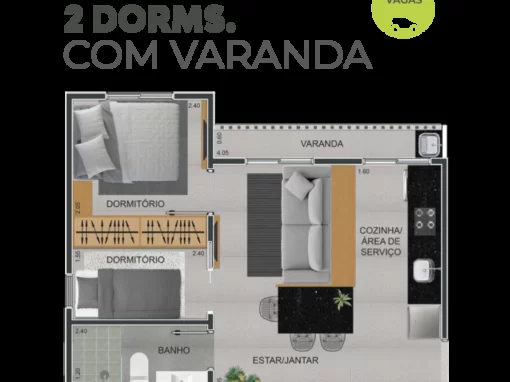 VAGAS
2 DORMS.
COM VARANDA
2.40
0.60
VARANDA
4.05
1.60
DORMITÓRIO
2.05
COZINHA/
ÁREA DE
SERVIÇO
DORMITÓRIO
1.55
2.40
2.40
BANHO
ESTAR/JANTAR
1.20